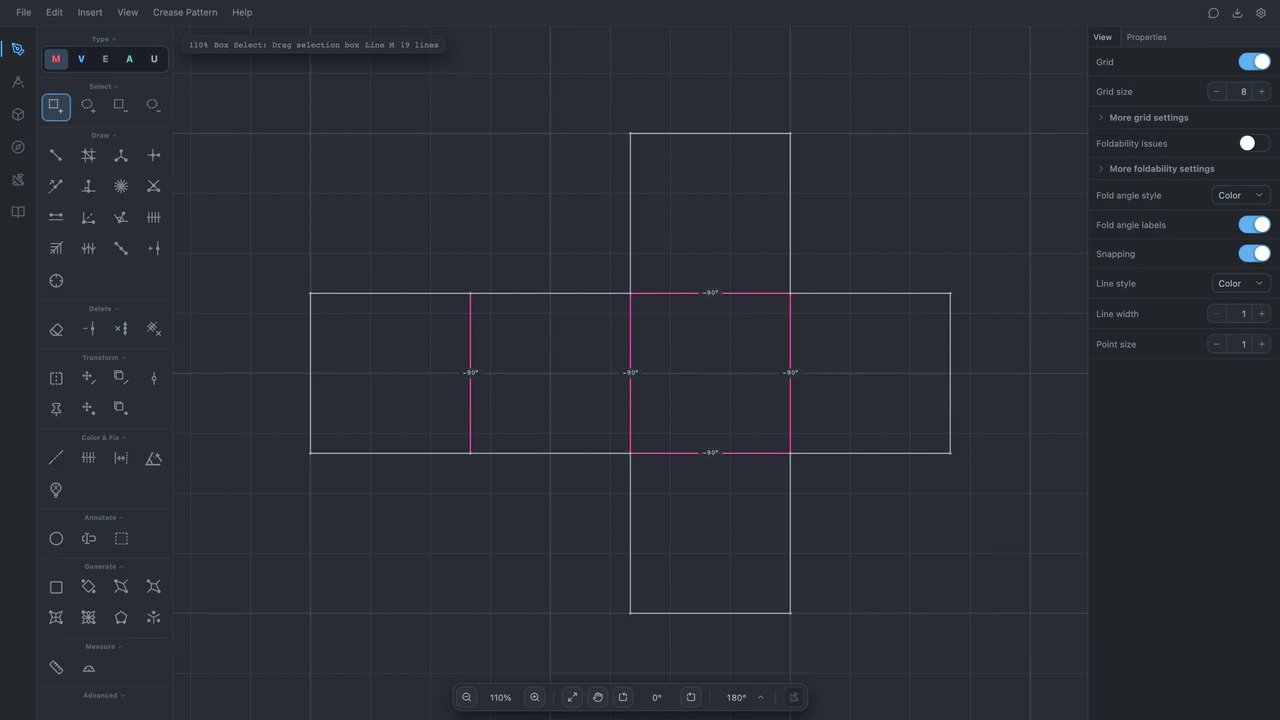 File Edit Insert View Crease Pattern Help
Type
M V E A U
Select
Draw
Delete
Transform
Color & Fix
Annotate
Generate
Measure
Advanced
110% Box Select: Drag selection box Line M 19 lines
-90°
-90° -90° -90°
-90°
110% 0° 180°
View Properties
Grid
Grid size 8
More grid settings
Foldability issues
More foldability settings
Fold angle style Color
Fold angle labels
Snapping
Line style Color
Line width 1
Point size 1